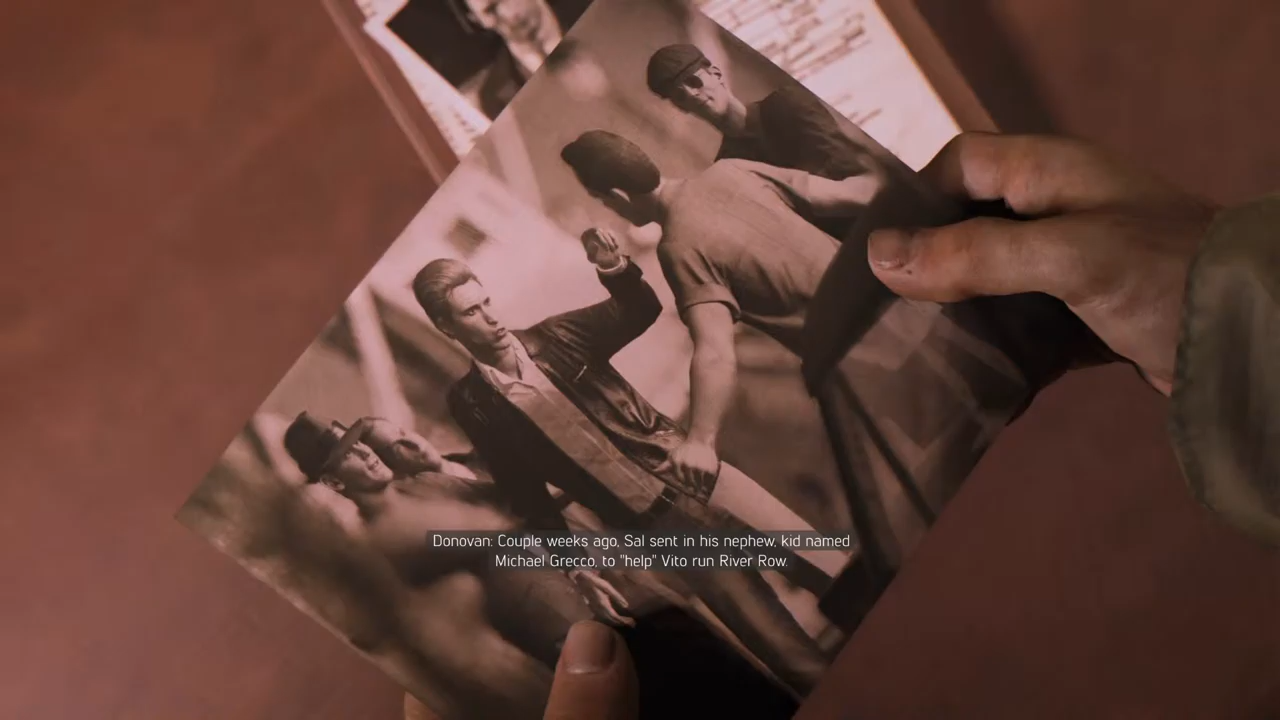 Donovan: Couple weeks ago, Sal sent in his nephew, kid named
Michael Grecco, to "help" Vito run River Row.